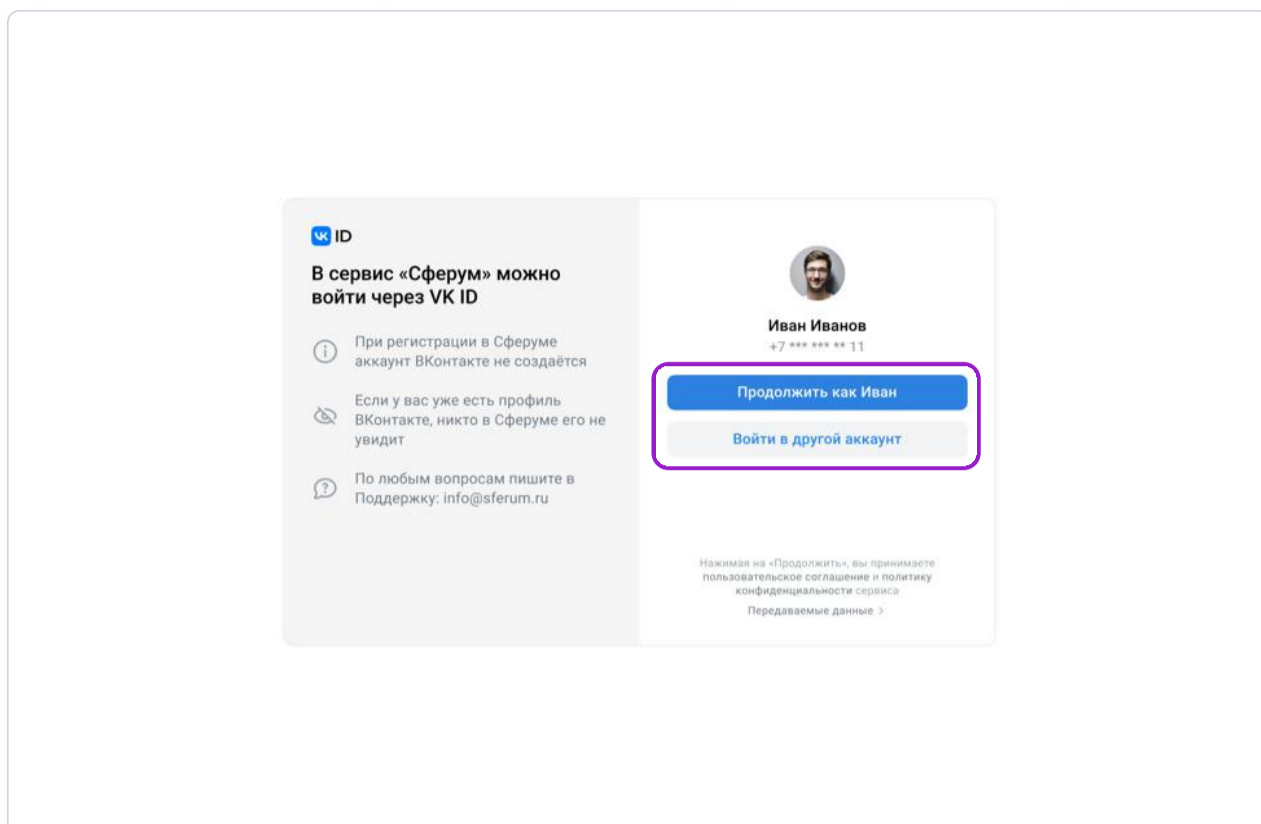 VK ID
В сервис «Сферум» можно
войти через VK ID
При регистрации в Сферуме
аккаунт ВКонтакте не создаётся
Если у вас уже есть профиль
ВКонтакте, никто в Сферуме его не
увидит
По любым вопросам пишите в
Поддержку: info@sferum.ru
Иван Иванов
+7 *** *** ** 11
Продолжить как Иван
Войти в другой аккаунт
Нажимая на «Продолжить», вы принимаете
пользовательское соглашение и политику
конфиденциальности сервиса
Передаваемые данные >